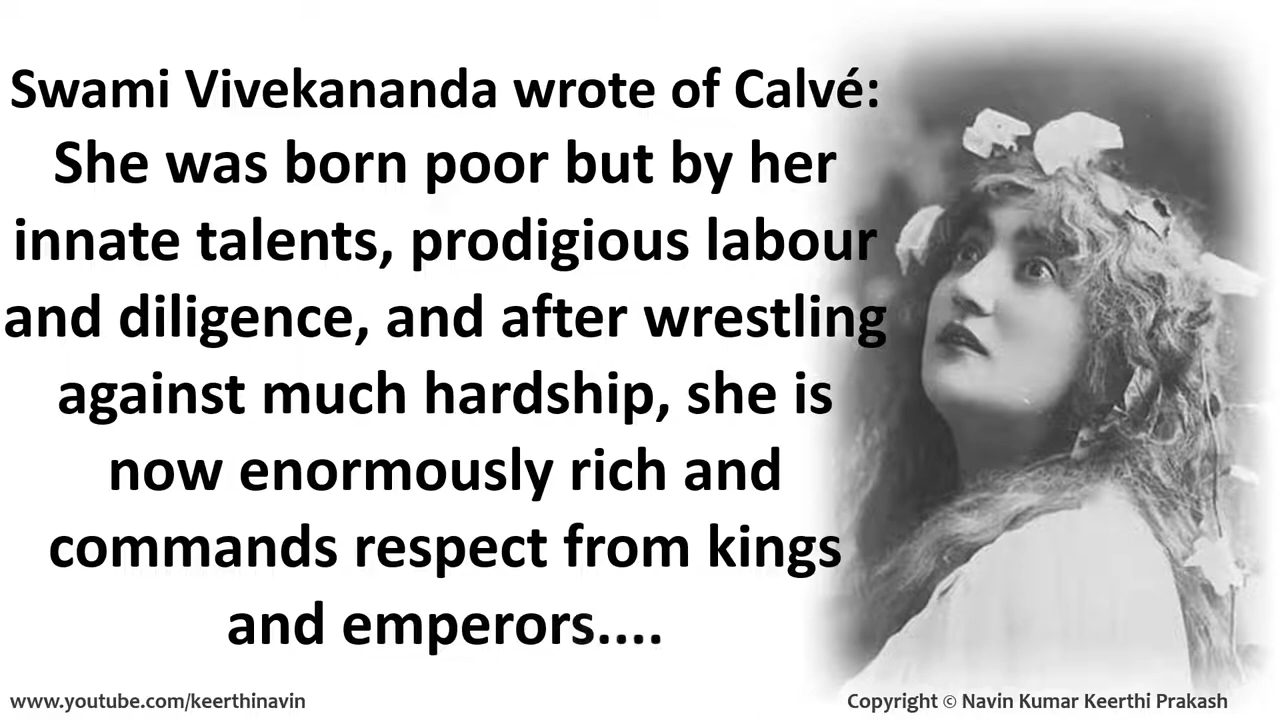 Swami Vivekananda wrote of Calvé:
She was born poor but by her
innate talents, prodigious labour
and diligence, and after wrestling
against much hardship, she is
now enormously rich and
commands respect from kings
and emperors....
www.youtube.com/keerthinavin
Copyright © Navin Kumar Keerthi Prakash